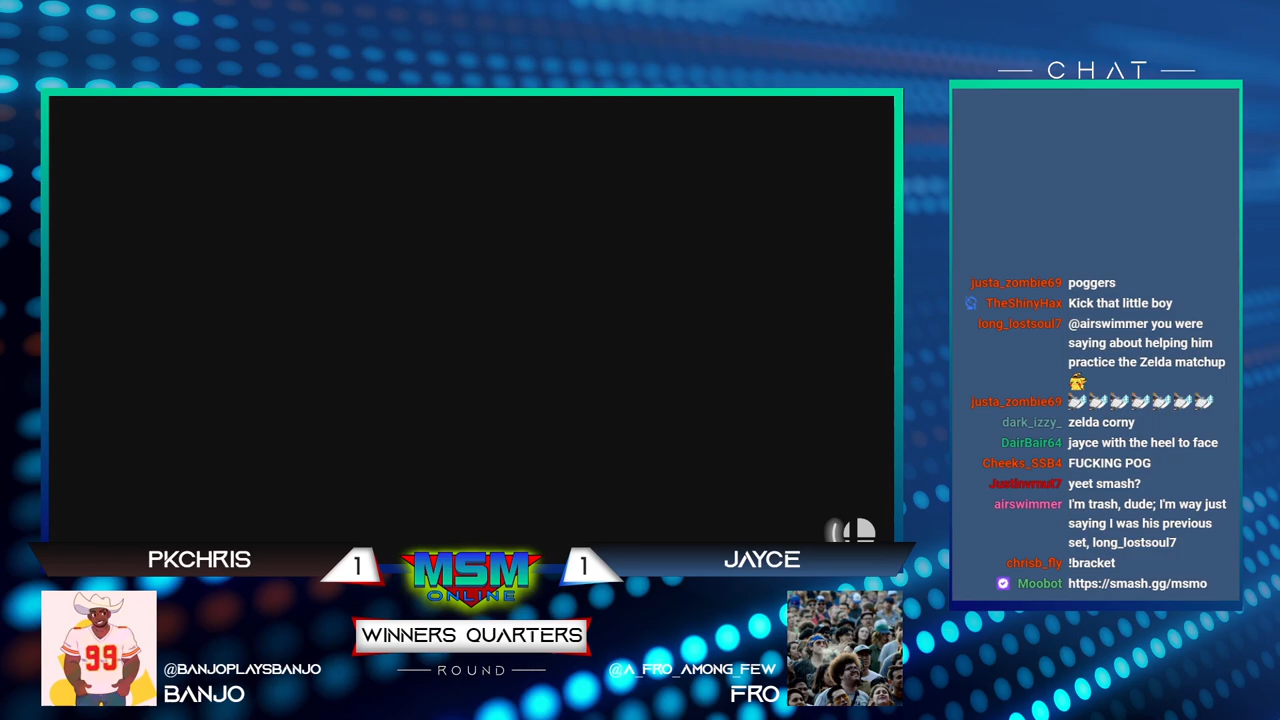 CHAT
justa_zombie69 poggers
TheShinyHax Kick that little boy
long_lostsoul7 @airswimmer you were
saying about helping him
practice the Zelda matchup
justa_zombie69
dark_izzy_ zelda corny
DairBair64 jayce with the heel to face
Cheeks_SSB4 FUCKING POG
yeet smash?
airswimmer I'm trash, dude; I'm way just
saying I was his previous
set, long_lostsoul7
chrisb_fly !bracket
Moobot https://smash.gg/msmo
PKCHRIS 1 MSM ONLINE 1 JAYCE
WINNERS QUARTERS
ROUND
99
@BANJOPLAYSBANJO
BANJO
@A_FRO_AMONG_FEW
FRO